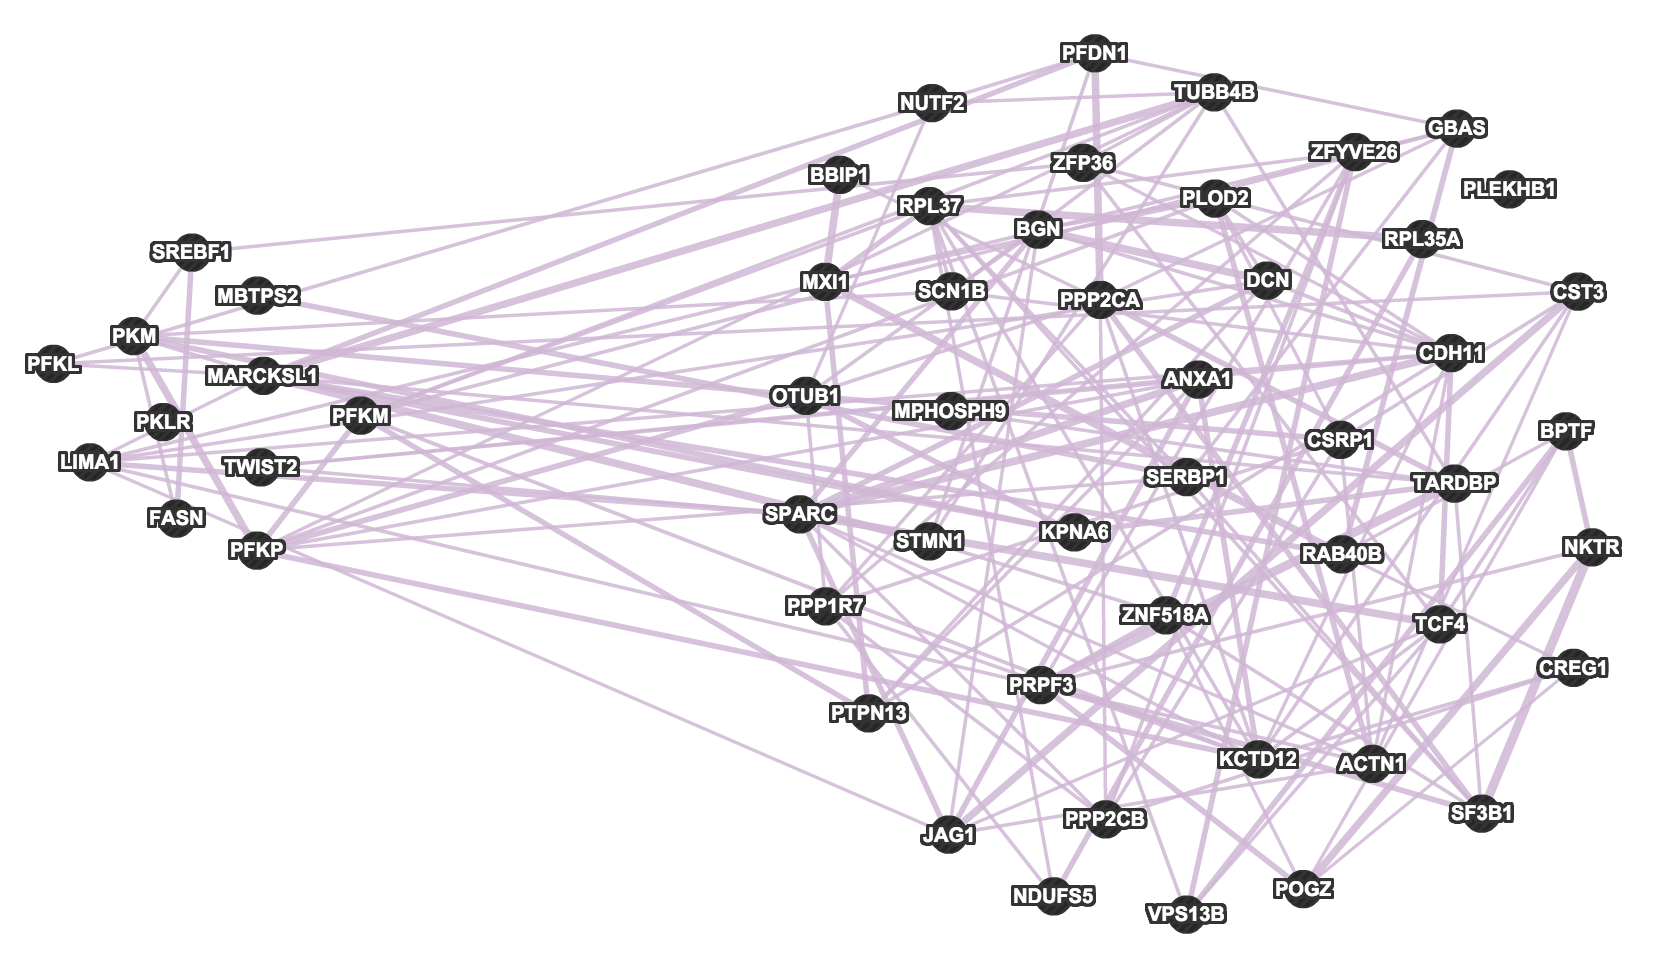 PFDN1
TUBB4B
NUTF2
GBAS
ZFYVE26
ZFP36
BBIP1
PLEKHB1
PLOD2
RPL37
BGN
RPL35A
SREBF1
DCN
MXI1
SCN1B
CST3
MBTPS2
PPP2CA
PKM
CDH11
PFKL
MARCKSL1
ANXA1
OTUB1
MPHOSPH9
PFKM
PKLR
BPTF
CSRP1
LIMA1
TWIST2
SERBP1
TARDBP
SPARC
FASN
KPNA6
STMN1
NKTR
PFKP
RAB40B
PPP1R7
ZNF518A
TCF4
CREG1
PRPF3
PTPN13
KCTD12
ACTN1
SF3B1
PPP2CB
JAG1
POGZ
NDUFS5
VPS13B